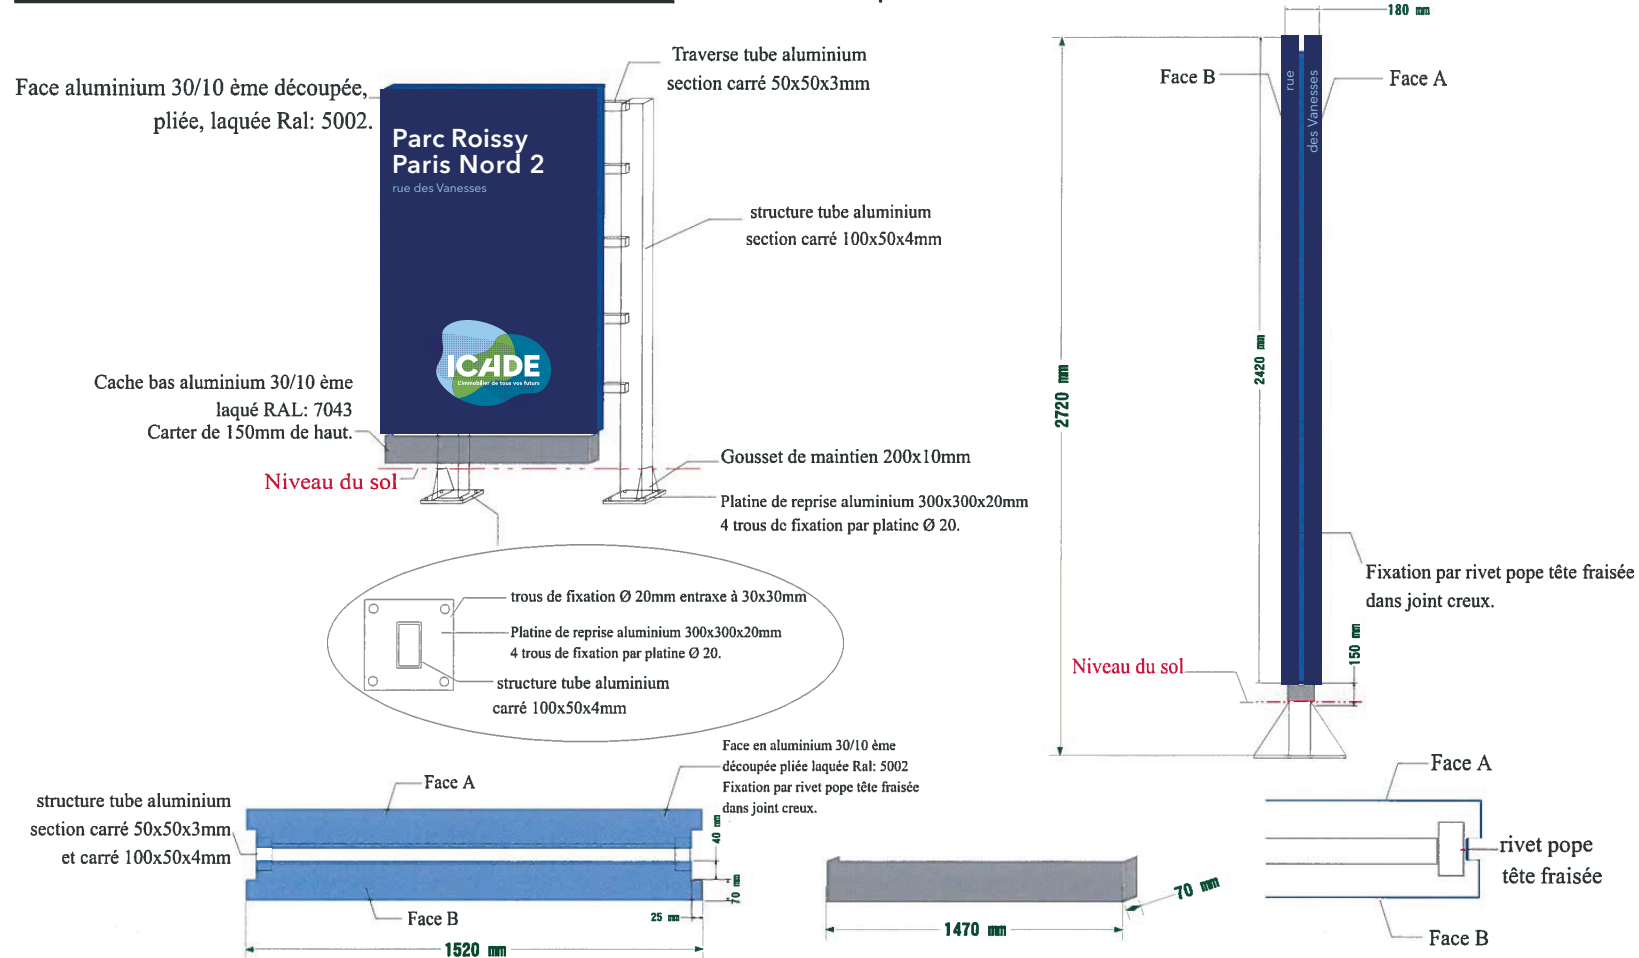 Traverse tube aluminium
section carré 50x50x3mm
Face aluminium 30/10 ème découpée,
pliée, laquée Ral: 5002.
Parc Roissy
Paris Nord 2
rue des Vanesses
structure tube aluminium
section carré 100x50x4mm
ICADE
L'immobilier de tous vos futurs
Cache bas aluminium 30/10 ème
laqué RAL: 7043
Carter de 150mm de haut.
Niveau du sol
Gousset de maintien 200x10mm
Platine de reprise aluminium 300x300x20mm
4 trous de fixation par platine Ø 20.
trous de fixation Ø 20mm entraxe à 30x30mm
Platine de reprise aluminium 300x300x20mm
4 trous de fixation par platine Ø 20.
structure tube aluminium
carré 100x50x4mm
180 mm
Face B
Face A
rue
des Vanesses
2720 mm
2420 mm
Fixation par rivet pope tête fraisée
dans joint creux.
150 mm
Niveau du sol
Face en aluminium 30/10 ème
découpée pliée laquée Ral: 5002
Fixation par rivet pope tête fraisée
dans joint creux.
Face A
structure tube aluminium
section carré 50x50x3mm
et carré 100x50x4mm
40 mm
70 mm
25 mm
Face B
1520 mm
70 mm
1470 mm
Face A
rivet pope
tête fraisée
Face B